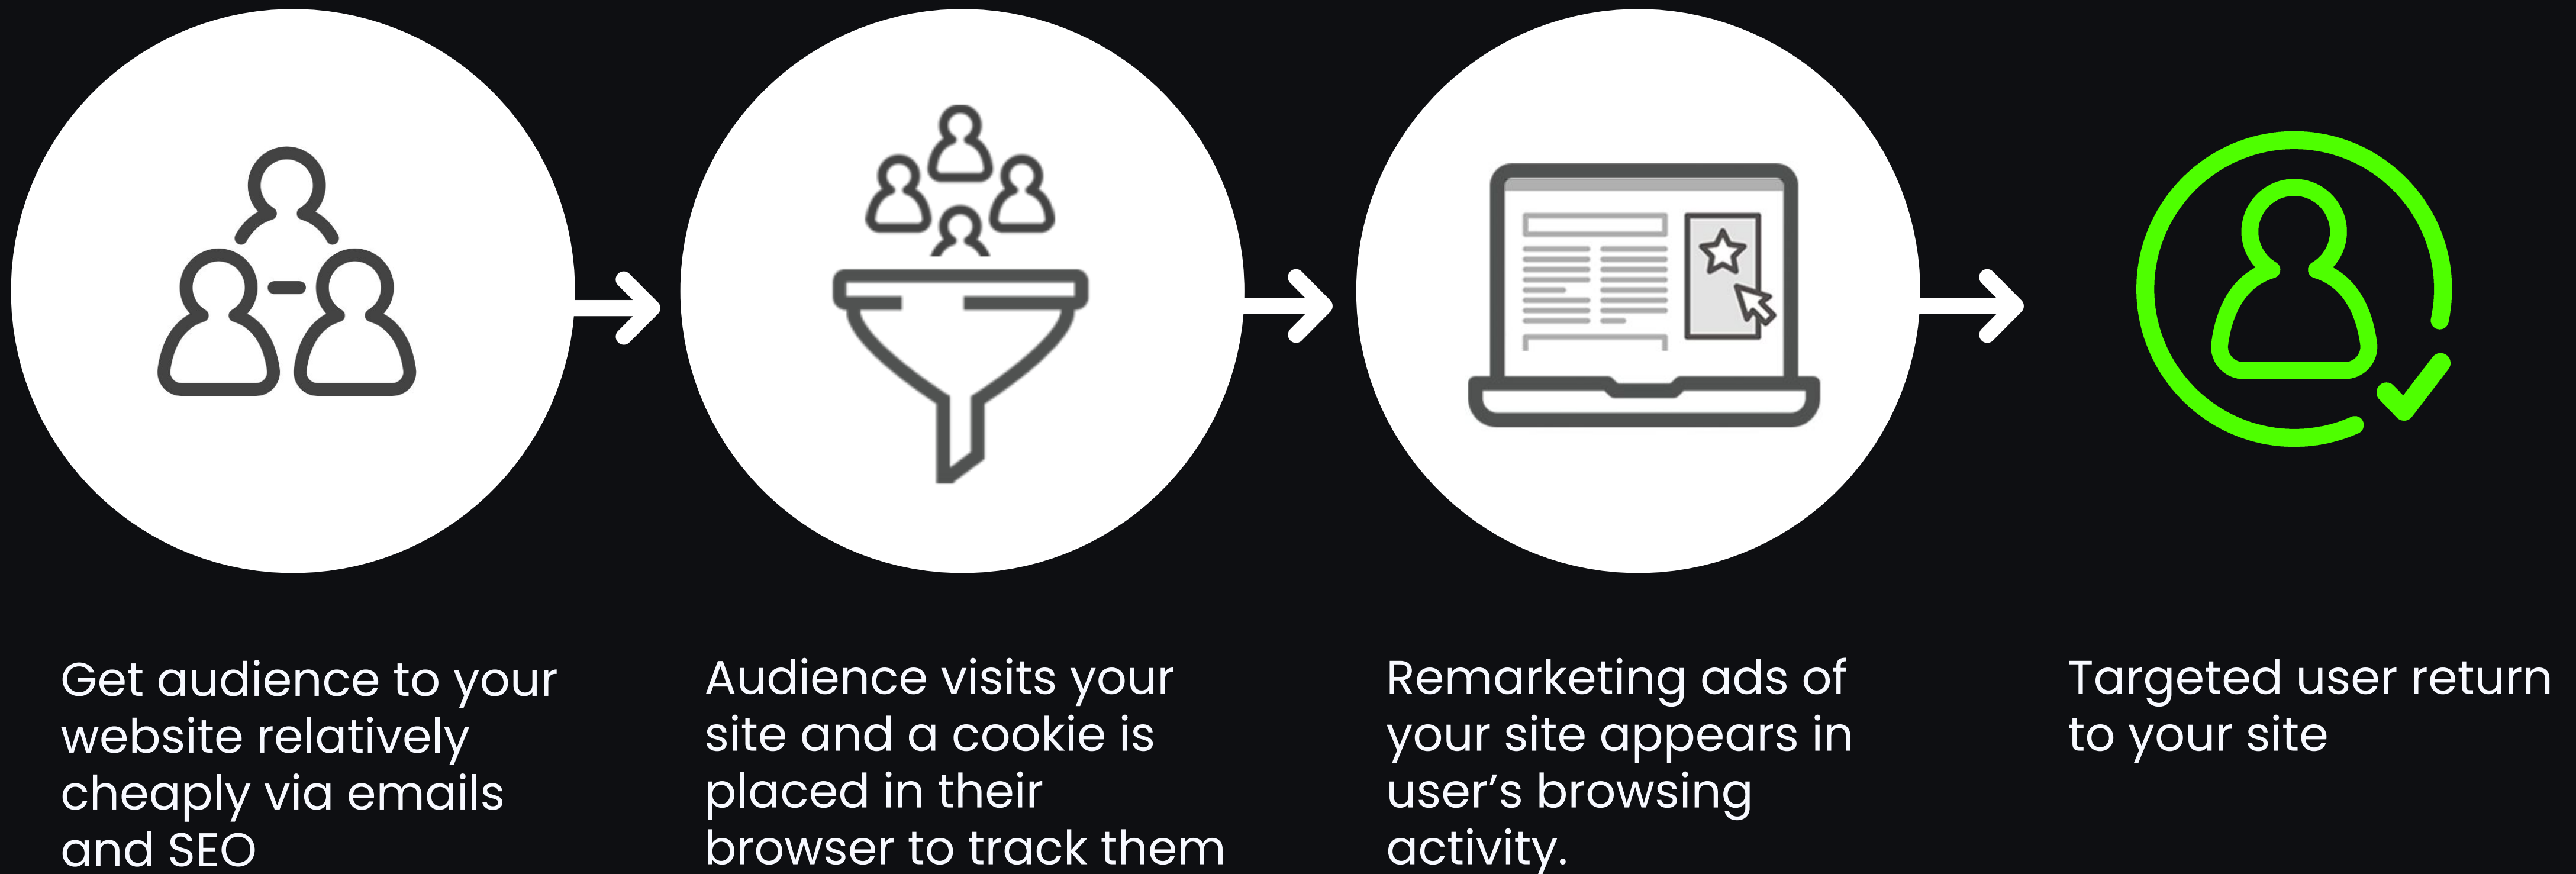 Get audience to your
website relatively
cheaply via emails
and SEO
Audience visits your
site and a cookie is
placed in their
browser to track them
Remarketing ads of
your site appears in
user’s browsing
activity.
Targeted user return
to your site